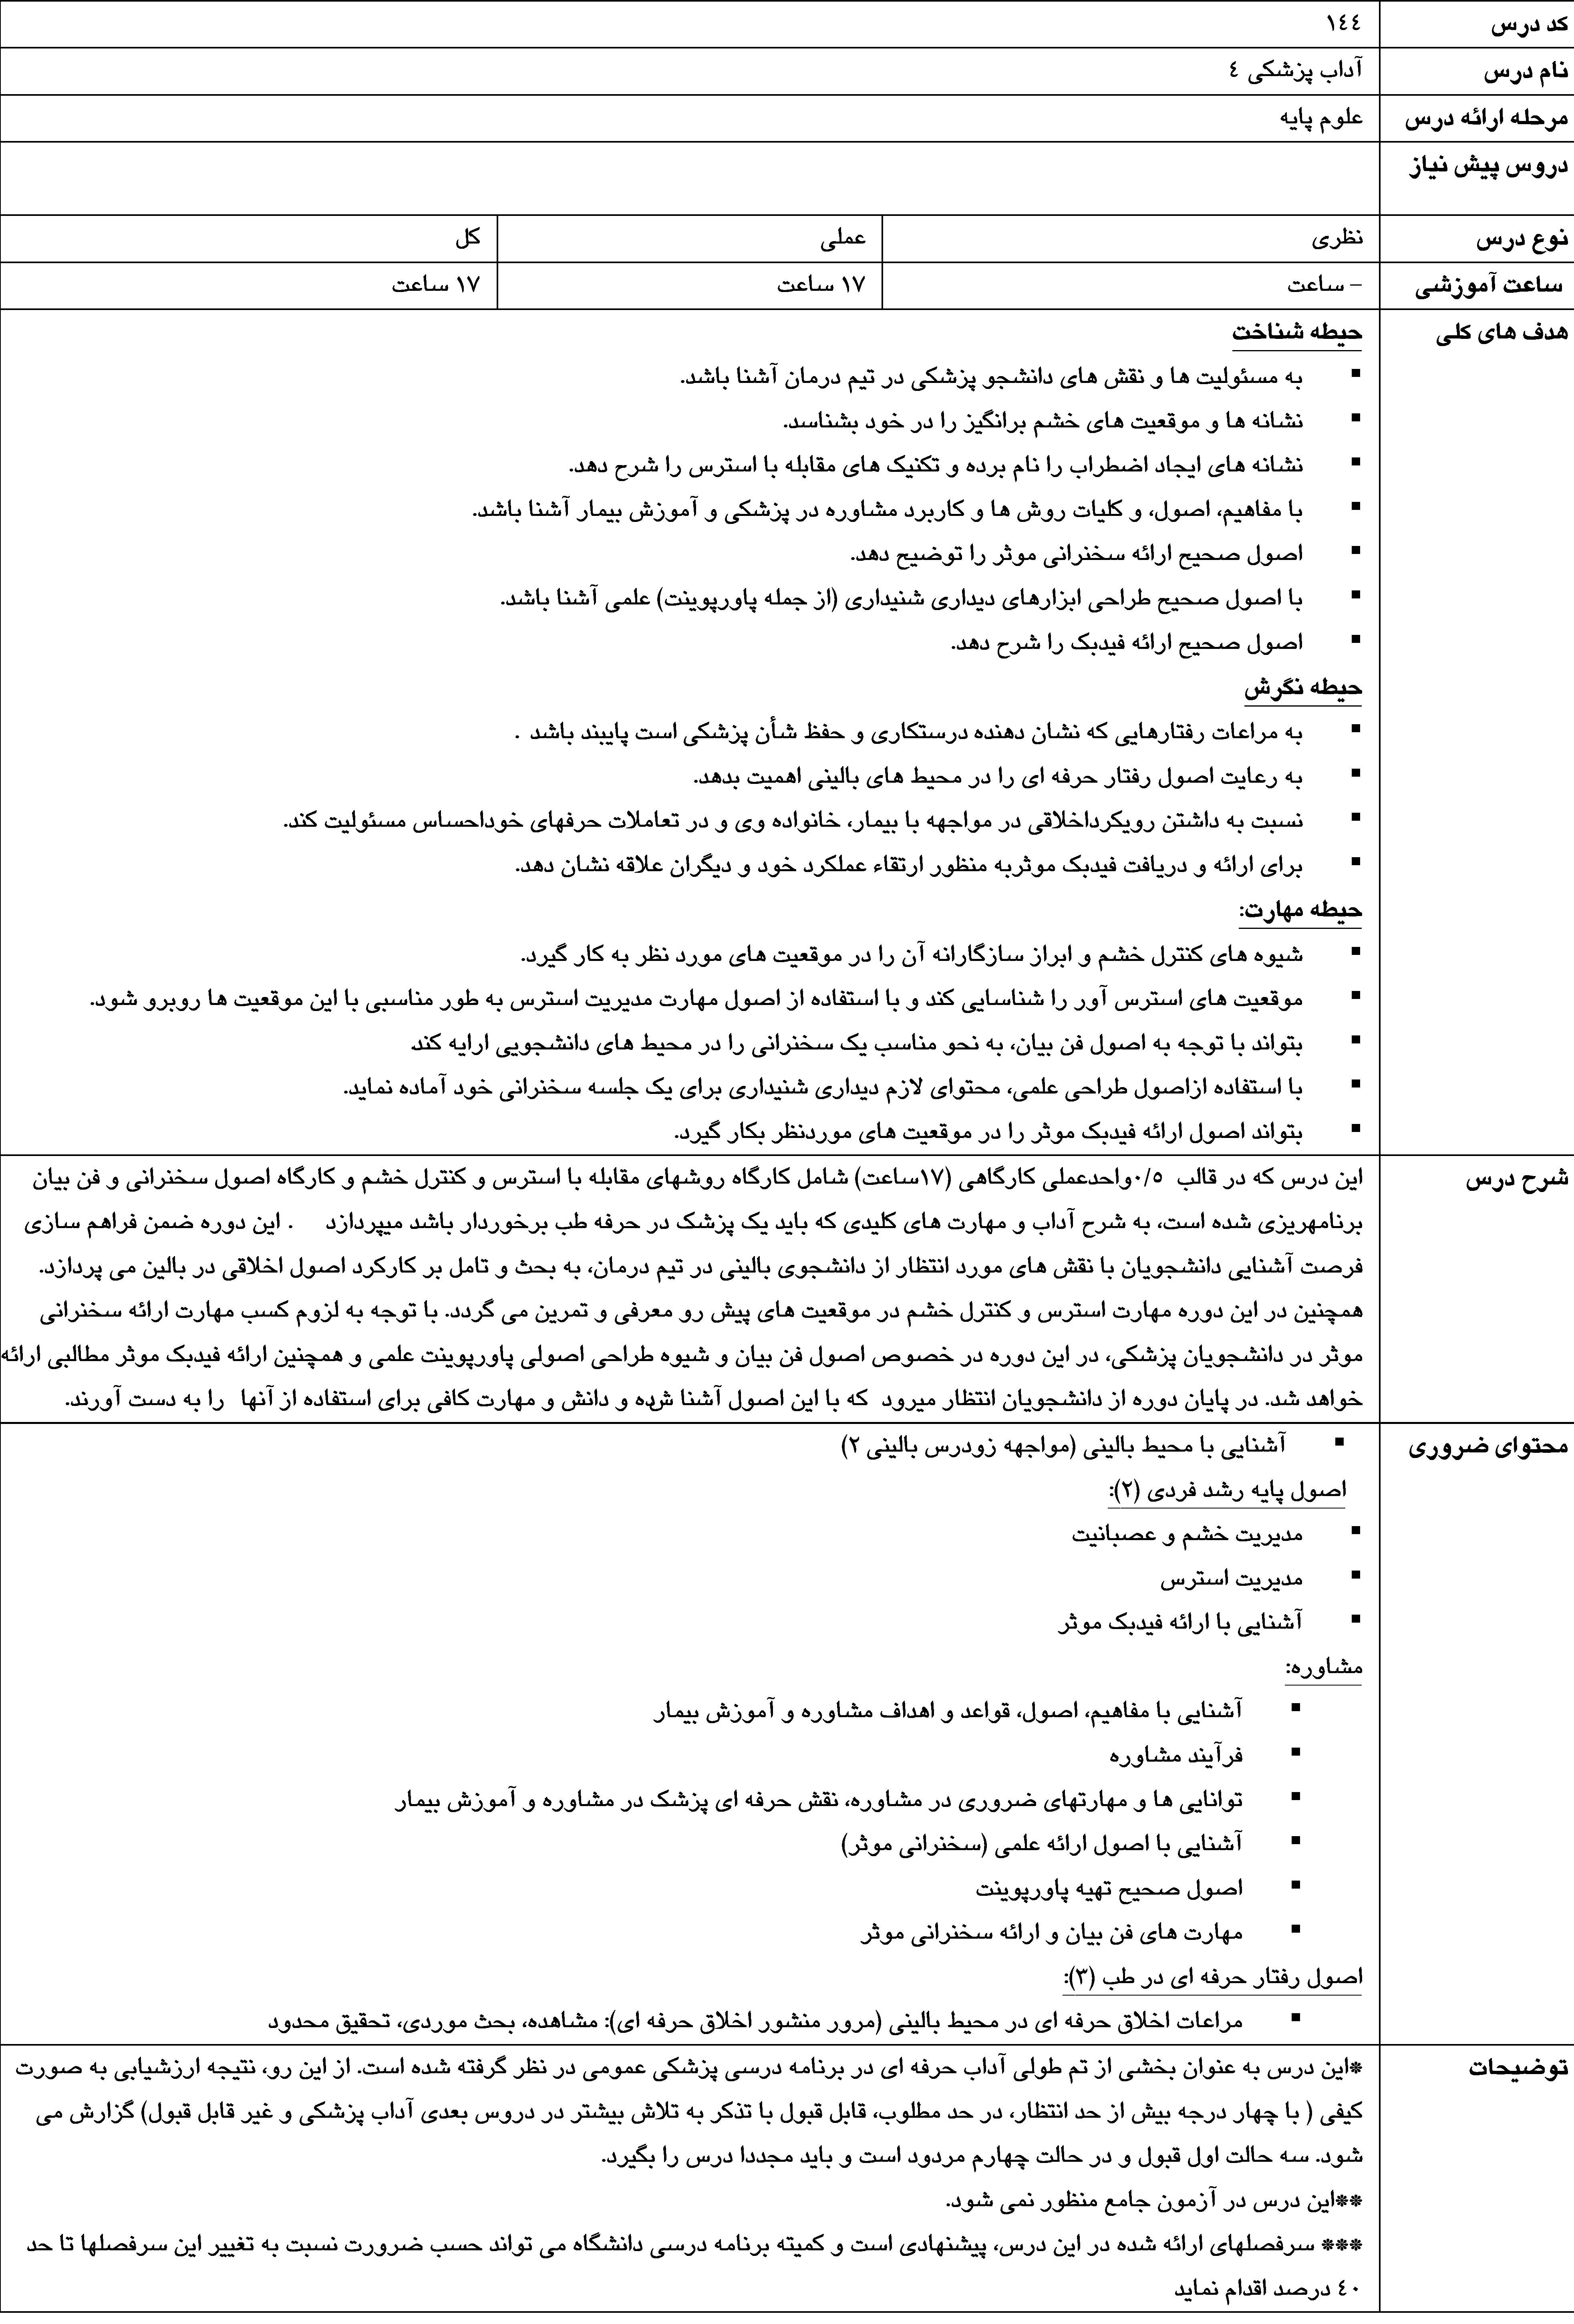 کد درس ١٤٤
نام درس آداب پزشکی ٤
مرحله ارائه درس علوم پایه
دروس پیش نیاز
نوع درس نظری عملی کل
ساعت آموزشی – ساعت ١٧ ساعت ١٧ ساعت
هدف های کلی حیطه شناخت
▪ به مسئولیت ها و نقش های دانشجو پزشکی در تیم درمان آشنا باشد.
▪ نشانه ها و موقعیت های خشم برانگیز را در خود بشناسد.
▪ نشانه های ایجاد اضطراب را نام برده و تکنیک های مقابله با استرس را شرح دهد.
▪ با مفاهیم، اصول، و کلیات روش ها و کاربرد مشاوره در پزشکی و آموزش بیمار آشنا باشد.
▪ اصول صحیح ارائه سخنرانی موثر را توضیح دهد.
▪ با اصول صحیح طراحی ابزارهای دیداری شنیداری (از جمله پاورپوینت) علمی آشنا باشد.
▪ اصول صحیح ارائه فیدبک را شرح دهد.
حیطه نگرش
▪ به مراعات رفتارهایی که نشان دهنده درستکاری و حفظ شأن پزشکی است پایبند باشد .
▪ به رعایت اصول رفتار حرفه ای را در محیط های بالینی اهمیت بدهد.
▪ نسبت به داشتن رویکرداخلاقی در مواجهه با بیمار، خانواده وی و در تعاملات حرفهای خوداحساس مسئولیت کند.
▪ برای ارائه و دریافت فیدبک موثربه منظور ارتقاء عملکرد خود و دیگران علاقه نشان دهد.
حیطه مهارت:
▪ شیوه های کنترل خشم و ابراز سازگارانه آن را در موقعیت های مورد نظر به کار گیرد.
▪ موقعیت های استرس آور را شناسایی کند و با استفاده از اصول مهارت مدیریت استرس به طور مناسبی با این موقعیت ها روبرو شود.
▪ بتواند با توجه به اصول فن بیان، به نحو مناسب یک سخنرانی را در محیط های دانشجویی ارایه کند.
▪ با استفاده ازاصول طراحی علمی، محتوای لازم دیداری شنیداری برای یک جلسه سخنرانی خود آماده نماید.
▪ بتواند اصول ارائه فیدبک موثر را در موقعیت های موردنظر بکار گیرد.
شرح درس این درس که در قالب ٠/٥واحدعملی کارگاهی (١٧ساعت) شامل کارگاه روشهای مقابله با استرس و کنترل خشم و کارگاه اصول سخنرانی و فن بیان
برنامهریزی شده است، به شرح آداب و مهارت های کلیدی که باید یک پزشک در حرفه طب برخوردار باشد میپردازد . این دوره ضمن فراهم سازی
فرصت آشنایی دانشجویان با نقش های مورد انتظار از دانشجوی بالینی در تیم درمان، به بحث و تامل بر کارکرد اصول اخلاقی در بالین می پردازد.
همچنین در این دوره مهارت استرس و کنترل خشم در موقعیت های پیش رو معرفی و تمرین می گردد. با توجه به لزوم کسب مهارت ارائه سخنرانی
موثر در دانشجویان پزشکی، در این دوره در خصوص اصول فن بیان و شیوه طراحی اصولی پاورپوینت علمی و همچنین ارائه فیدبک موثر مطالبی ارائه
خواهد شد. در پایان دوره از دانشجویان انتظار میرود که با این اصول آشنا شده و دانش و مهارت کافی برای استفاده از آنها را به دست آورند.
محتوای ضروری ▪ آشنایی با محیط بالینی (مواجهه زودرس بالینی ٢)
اصول پایه رشد فردی (٢):
▪ مدیریت خشم و عصبانیت
▪ مدیریت استرس
▪ آشنایی با ارائه فیدبک موثر
مشاوره:
▪ آشنایی با مفاهیم، اصول، قواعد و اهداف مشاوره و آموزش بیمار
▪ فرآیند مشاوره
▪ توانایی ها و مهارتهای ضروری در مشاوره، نقش حرفه ای پزشک در مشاوره و آموزش بیمار
▪ آشنایی با اصول ارائه علمی (سخنرانی موثر)
▪ اصول صحیح تهیه پاورپوینت
▪ مهارت های فن بیان و ارائه سخنرانی موثر
اصول رفتار حرفه ای در طب (٣):
▪ مراعات اخلاق حرفه ای در محیط بالینی (مرور منشور اخلاق حرفه ای): مشاهده، بحث موردی، تحقیق محدود
توضیحات *این درس به عنوان بخشی از تم طولی آداب حرفه ای در برنامه درسی پزشکی عمومی در نظر گرفته شده است. از این رو، نتیجه ارزشیابی به صورت
کیفی ( با چهار درجه بیش از حد انتظار، در حد مطلوب، قابل قبول با تذکر به تلاش بیشتر در دروس بعدی آداب پزشکی و غیر قابل قبول) گزارش می
شود. سه حالت اول قبول و در حالت چهارم مردود است و باید مجددا درس را بگیرد.
**این درس در آزمون جامع منظور نمی شود.
*** سرفصلهای ارائه شده در این درس، پیشنهادی است و کمیته برنامه درسی دانشگاه می تواند حسب ضرورت نسبت به تغییر این سرفصلها تا حد
٤٠ درصد اقدام نماید